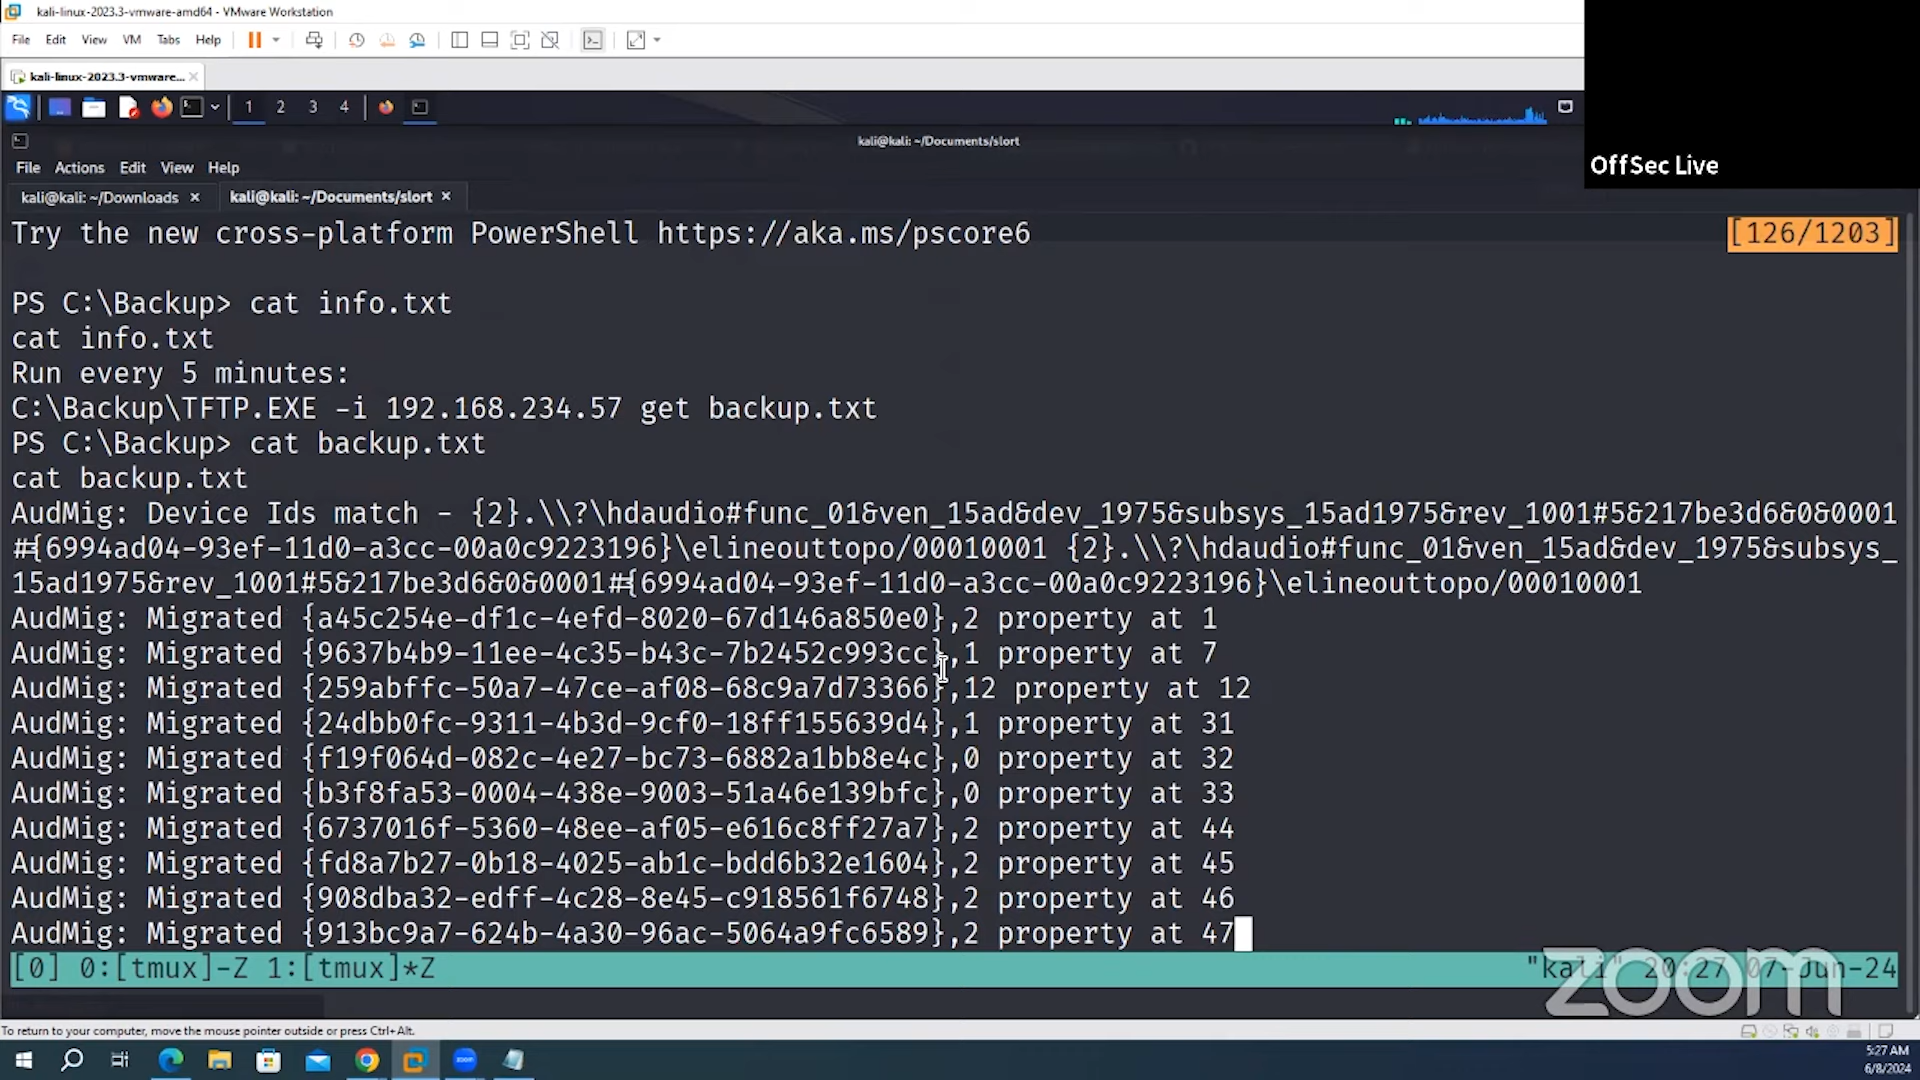 kali-linux-2023.3-vmware-amd64 - VMware Workstation
File Edit View VM Tabs Help
kali-linux-2023.3-vmware...
1 2 3 4
kali@kali: ~/Documents/slort
OffSec Live
File Actions Edit View Help
kali@kali: ~/Downloads
kali@kali: ~/Documents/slort
Try the new cross-platform PowerShell https://aka.ms/pscore6
[126/1203]
PS C:\Backup> cat info.txt
cat info.txt
Run every 5 minutes:
C:\Backup\TFTP.EXE -i 192.168.234.57 get backup.txt
PS C:\Backup> cat backup.txt
cat backup.txt
AudMig: Device Ids match - {2}.\\?\hdaudio#func_01&ven_15ad&dev_1975&subsys_15ad1975&rev_1001#5&217be3d6&0&0001
#{6994ad04-93ef-11d0-a3cc-00a0c9223196}\elineouttopo/00010001 {2}.\\?\hdaudio#func_01&ven_15ad&dev_1975&subsys_
15ad1975&rev_1001#5&217be3d6&0&0001#{6994ad04-93ef-11d0-a3cc-00a0c9223196}\elineouttopo/00010001
AudMig: Migrated {a45c254e-df1c-4efd-8020-67d146a850e0},2 property at 1
AudMig: Migrated {9637b4b9-11ee-4c35-b43c-7b2452c993cc},1 property at 7
AudMig: Migrated {259abffc-50a7-47ce-af08-68c9a7d73366},12 property at 12
AudMig: Migrated {24dbb0fc-9311-4b3d-9cf0-18ff155639d4},1 property at 31
AudMig: Migrated {f19f064d-082c-4e27-bc73-6882a1bb8e4c},0 property at 32
AudMig: Migrated {b3f8fa53-0004-438e-9003-51a46e139bfc},0 property at 33
AudMig: Migrated {6737016f-5360-48ee-af05-e616c8ff27a7},2 property at 44
AudMig: Migrated {fd8a7b27-0b18-4025-ab1c-bdd6b32e1604},2 property at 45
AudMig: Migrated {908dba32-edff-4c28-8e45-c918561f6748},2 property at 46
AudMig: Migrated {913bc9a7-624b-4a30-96ac-5064a9fc6589},2 property at 47
[0] 0:[tmux]-Z 1:[tmux]*Z
"kali" 20:27 07-Jun-24
zoom
To return to your computer, move the mouse pointer outside or press Ctrl+Alt.
zoom
5:27 AM
6/8/2024